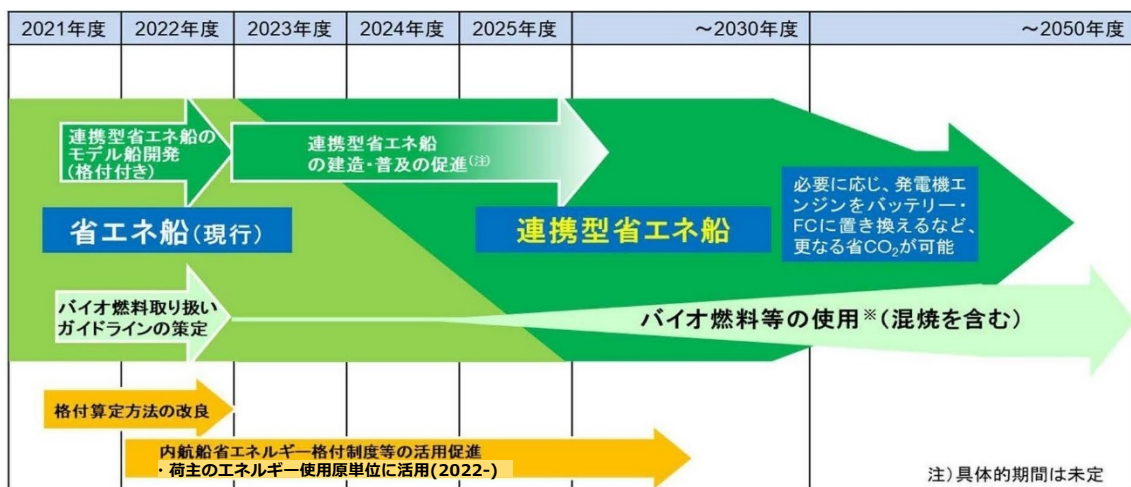 2021年度 2022年度 2023年度 2024年度 2025年度 ～2030年度 ～2050年度
連携型省エネ船の
モデル船開発
(格付付き)
連携型省エネ船
の建造・普及の促進(注)
省エネ船(現行)
連携型省エネ船
必要に応じ、発電機エ
ンジンをバッテリー・
FCに置き換えるなど、
更なる省CO₂が可能
バイオ燃料取り扱い
ガイドラインの策定
バイオ燃料等の使用※(混焼を含む)
格付算定方法の改良
内航船省エネルギー格付制度等の活用促進
・荷主のエネルギー使用原単位に活用(2022-)
注)具体的期間は未定